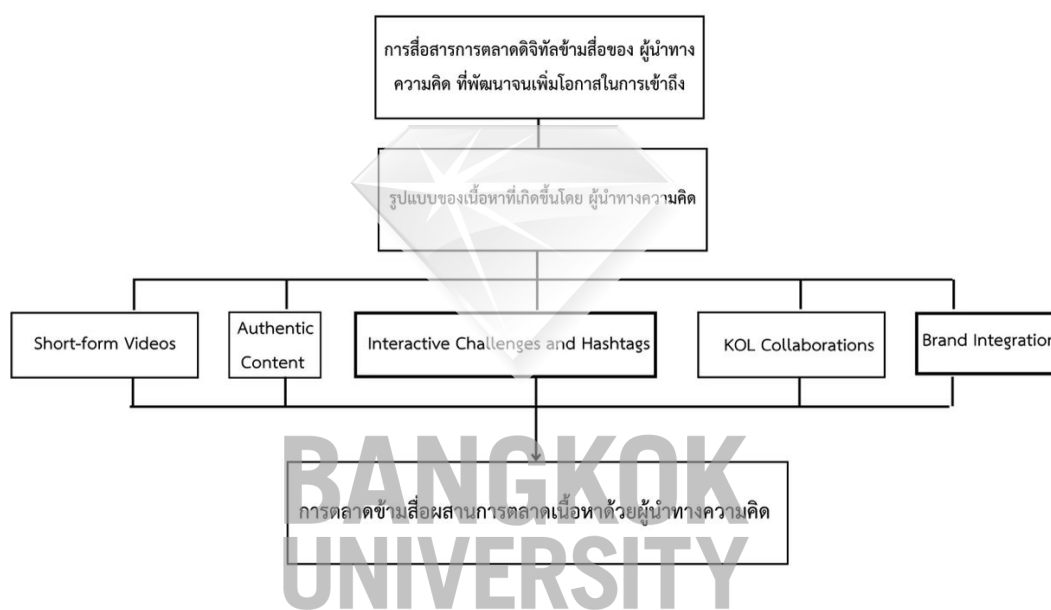 การสื่อสารการตลาดดิจิทัลข้ามสื่อของ ผู้นำทาง
ความคิด ที่พัฒนาจนเพิ่มโอกาสในการเข้าถึง
รูปแบบของเนื้อหาที่เกิดขึ้นโดย ผู้นำทางความคิด
Short-form Videos
Authentic
Content
Interactive Challenges and Hashtags
KOL Collaborations
Brand Integration
การตลาดข้ามสื่อผสานการตลาดเนื้อหาด้วยผู้นำทางความคิด
BANGKOK
UNIVERSITY